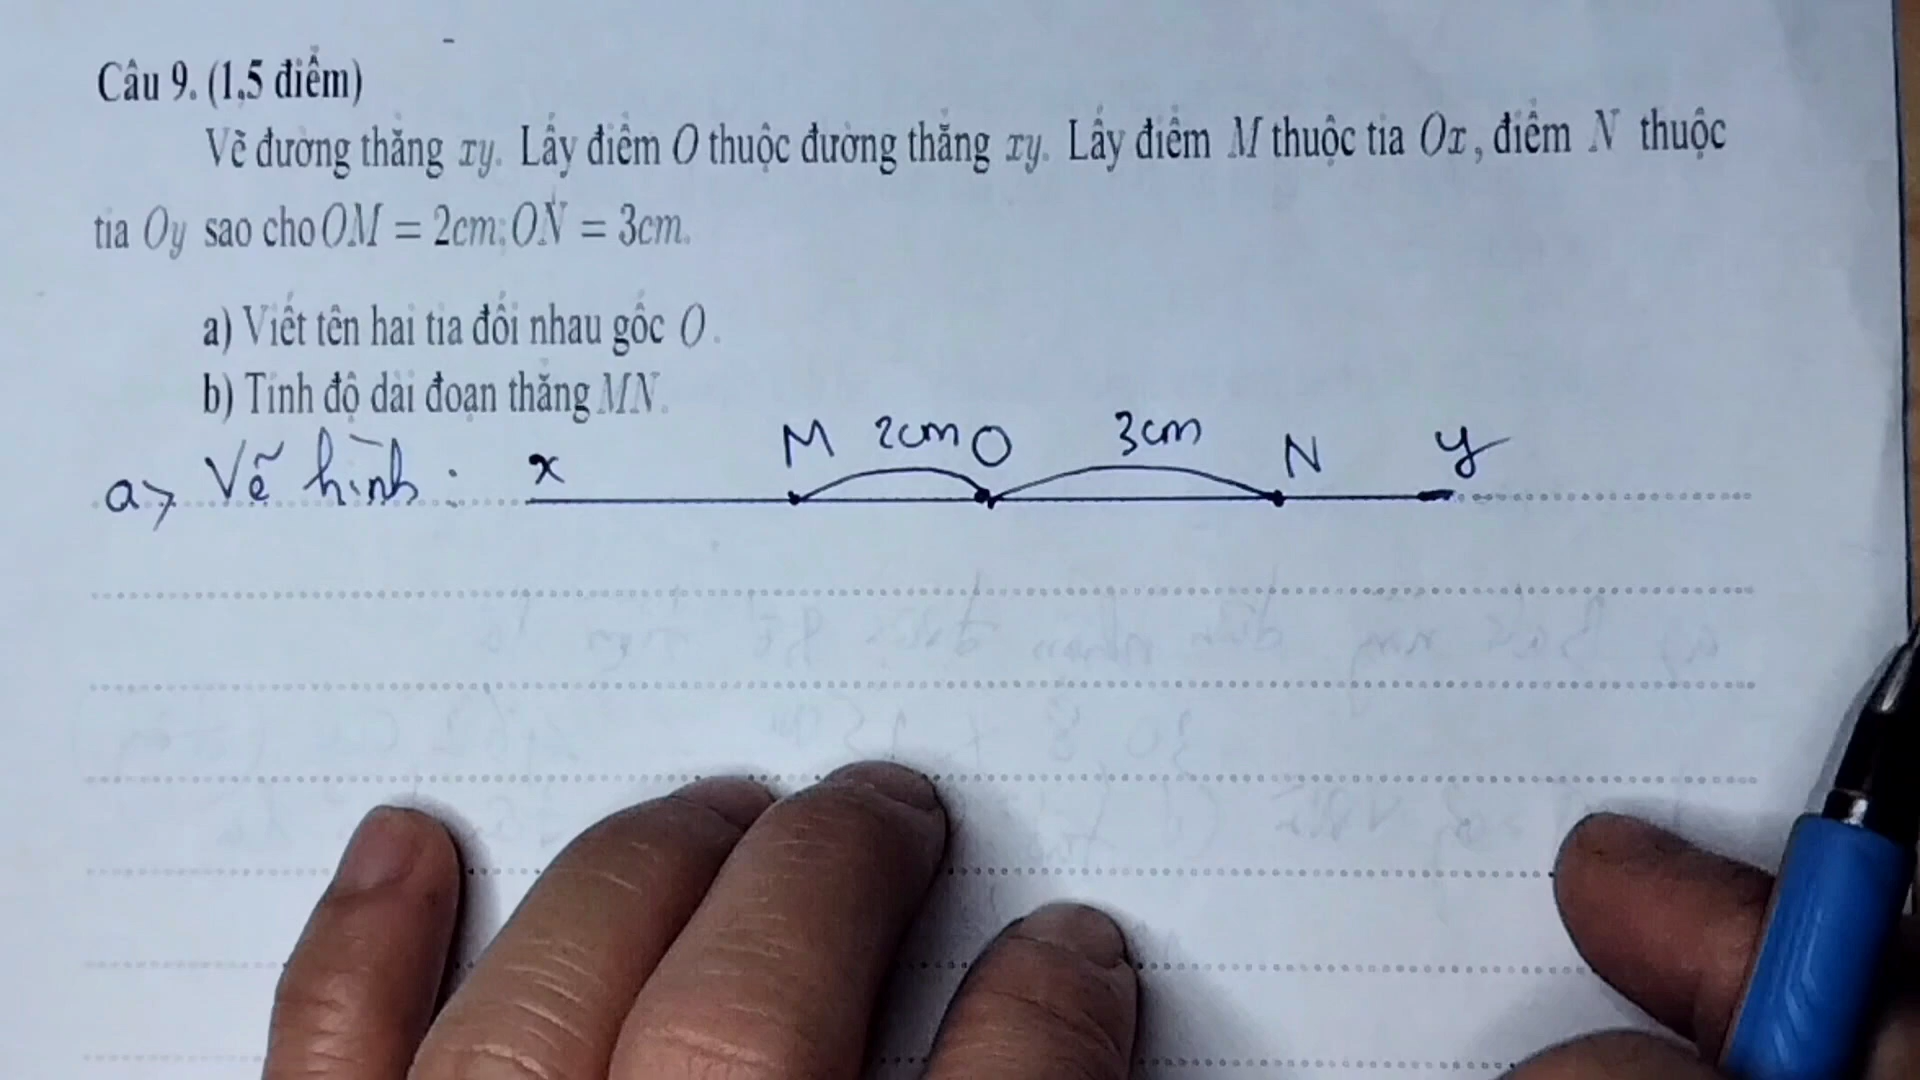 Câu 9. (1,5 điểm)
Vẽ đường thẳng xy. Lấy điểm O thuộc đường thẳng xy. Lấy điểm M thuộc tia Ox, điểm N thuộc
tia Oy sao cho OM = 2cm; ON = 3cm.
a) Viết tên hai tia đối nhau gốc O.
b) Tính độ dài đoạn thẳng MN.
a) Vẽ hình: x M 2cm O 3cm N y